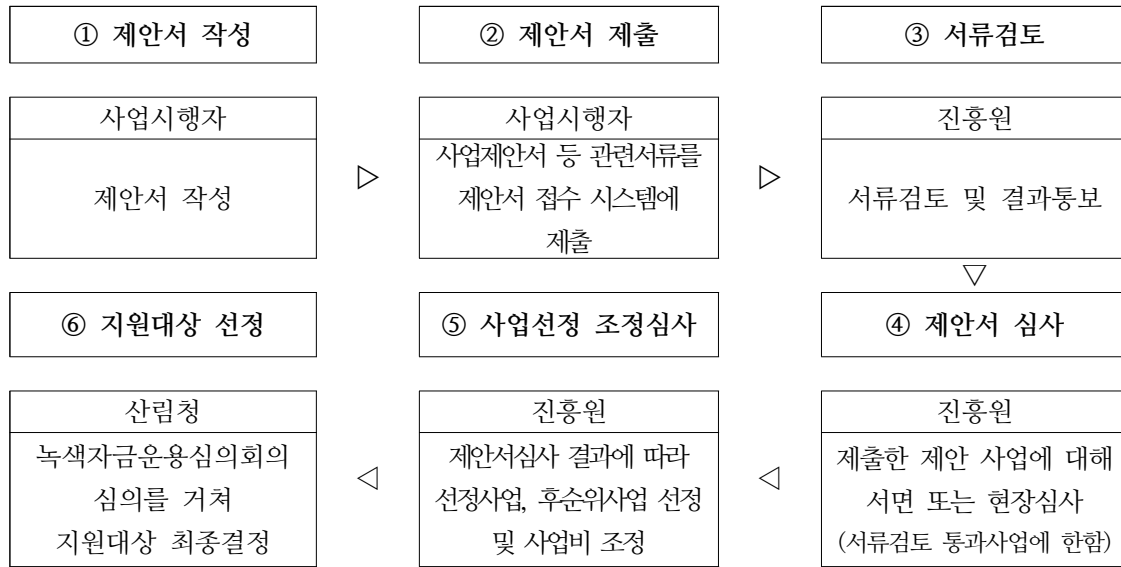 ① 제안서 작성
② 제안서 제출
③ 서류검토
사업시행자
제안서 작성
▷
사업시행자
사업제안서 등 관련서류를
제안서 접수 시스템에
제출
▷
진흥원
서류검토 및 결과통보
▽
④ 제안서 심사
진흥원
제출한 제안 사업에 대해
서면 또는 현장심사
(서류검토 통과사업에 한함)
◁
⑤ 사업선정 조정심사
진흥원
제안서심사 결과에 따라
선정사업, 후순위사업 선정
및 사업비 조정
◁
⑥ 지원대상 선정
산림청
녹색자금운용심의회의
심의를 거쳐
지원대상 최종결정